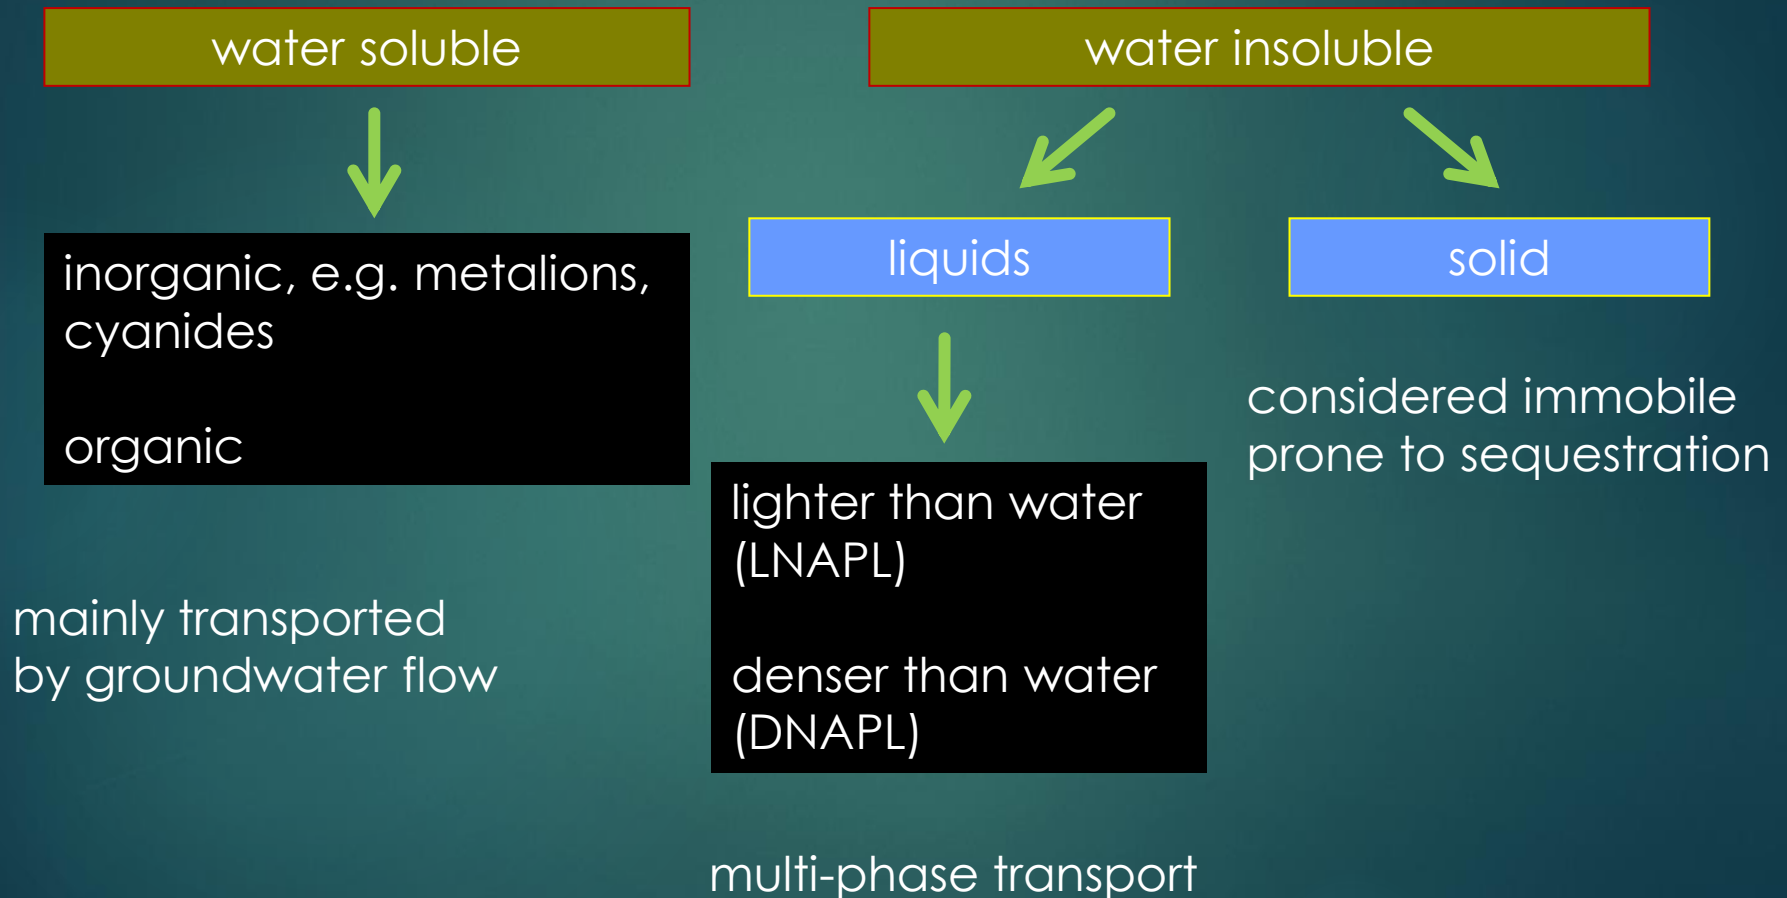 water soluble
water insoluble
inorganic, e.g. metalions,
cyanides
organic
mainly transported
by groundwater flow
liquids
lighter than water
(LNAPL)
denser than water
(DNAPL)
multi-phase transport
solid
considered immobile
prone to sequestration